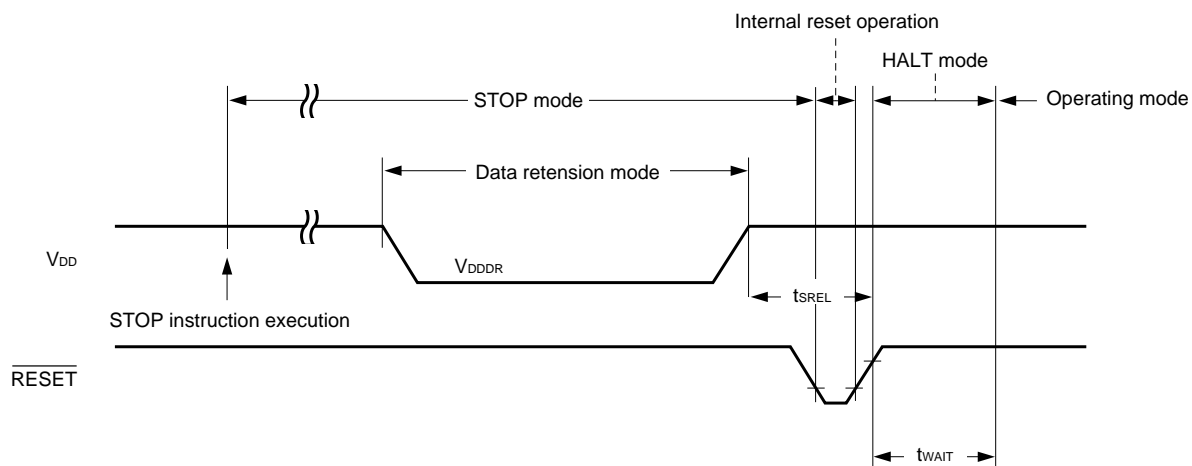 Internal reset operation
HALT mode
STOP mode
Operating mode
Data retension mode
VDD
VDDDR
tSREL
STOP instruction execution
RESET
tWAIT